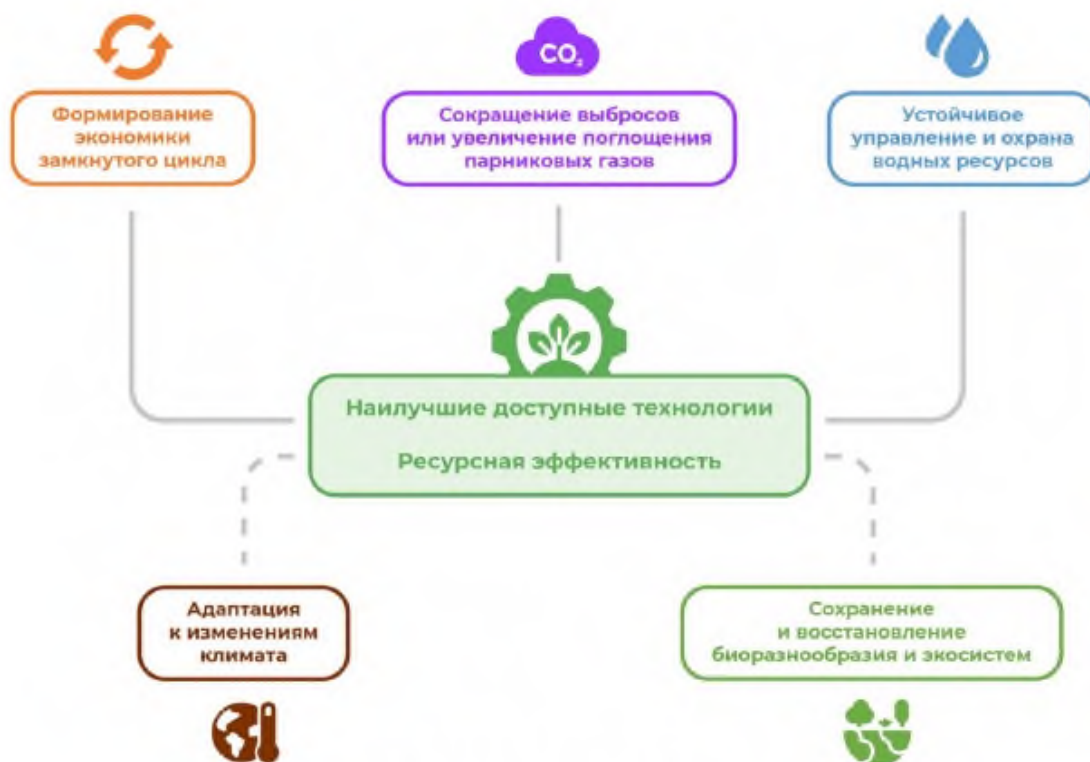 CO₂
Формирование
экономики
замкнутого цикла
Сокращение выбросов
или увеличение поглощения
парниковых газов
Устойчивое
управление и охрана
водных ресурсов
Наилучшие доступные технологии
Ресурсная эффективность
Адаптация
к изменениям
климата
Сохранение
и восстановление
биоразнообразия и экосистем